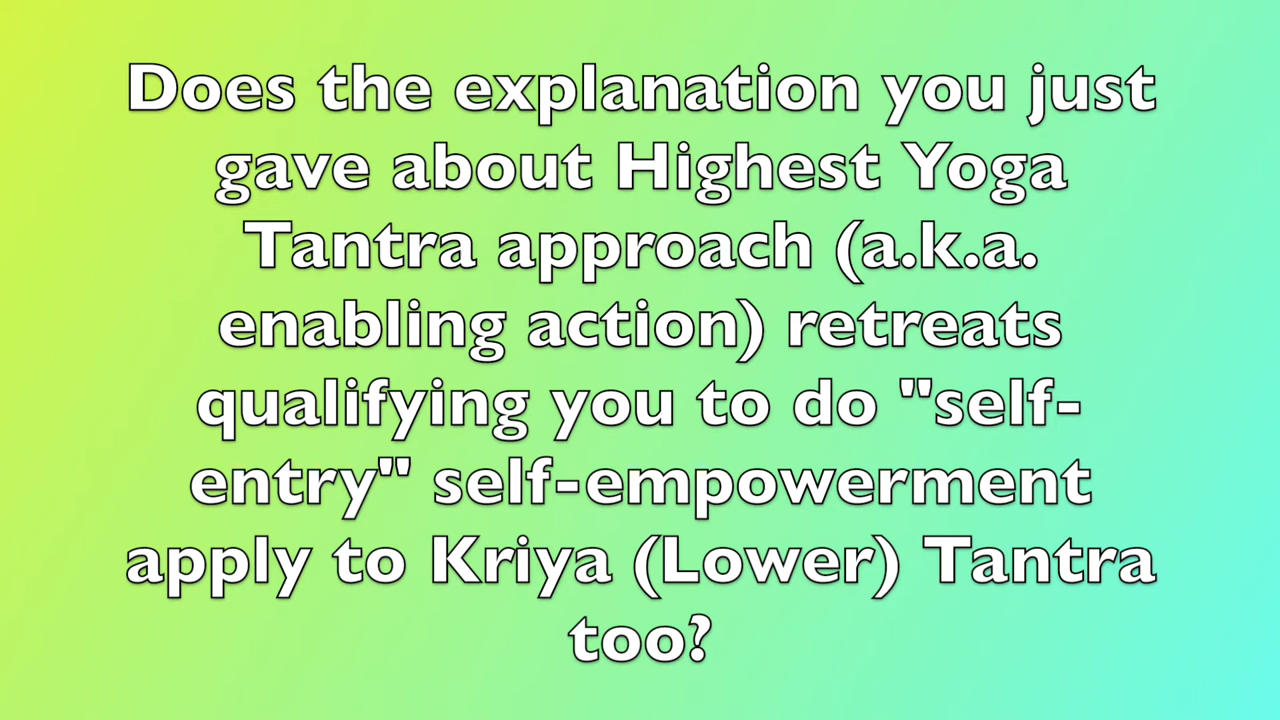 Does the explanation you just
gave about Highest Yoga
Tantra approach (a.k.a.
enabling action) retreats
qualifying you to do "self-
entry" self-empowerment
apply to Kriya (Lower) Tantra
too?